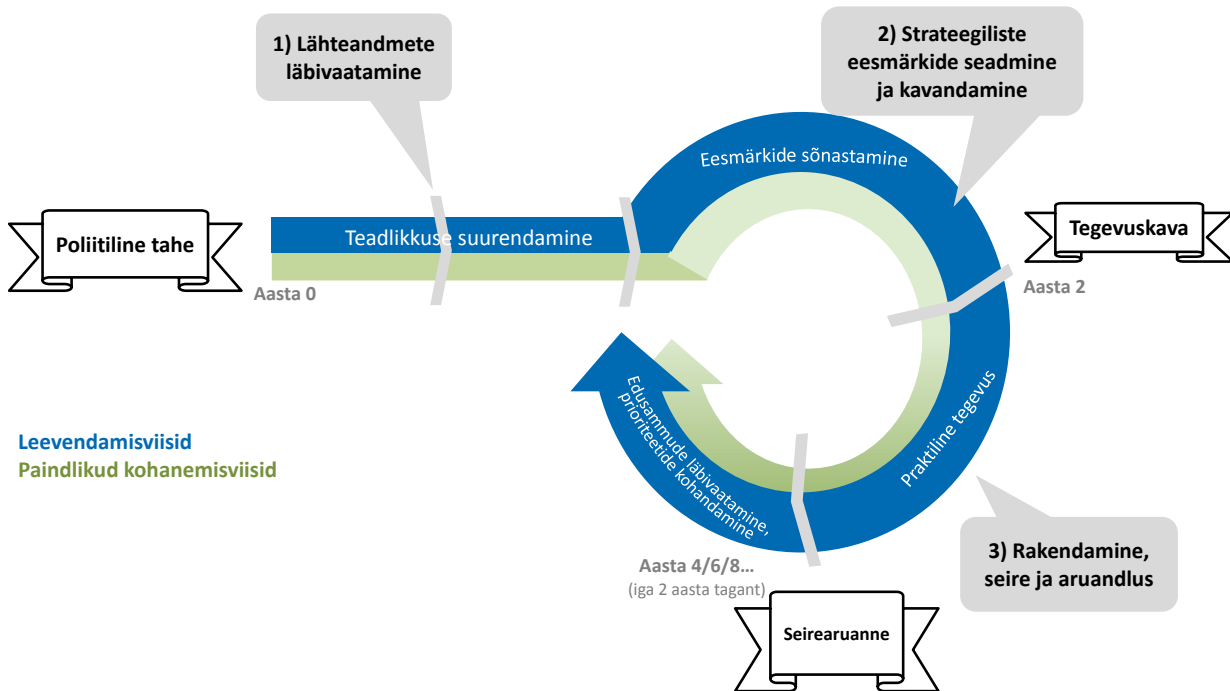 1) Lähteandmete
läbivaatamine
2) Strateegiliste
eesmärkide seadmine
ja kavandamine
Eesmärkide sõnastamine
Poliitiline tahe
Teadlikkuse suurendamine
Tegevuskava
Aasta 0
Aasta 2
Leevendamisviisid
Paindlikud kohanemisviisid
Edusammude läbivaatamine,
prioriteetide kohandamine
Praktiline tegevus
3) Rakendamine,
seire ja aruandlus
Aasta 4/6/8…
(iga 2 aasta tagant)
Seirearuanne